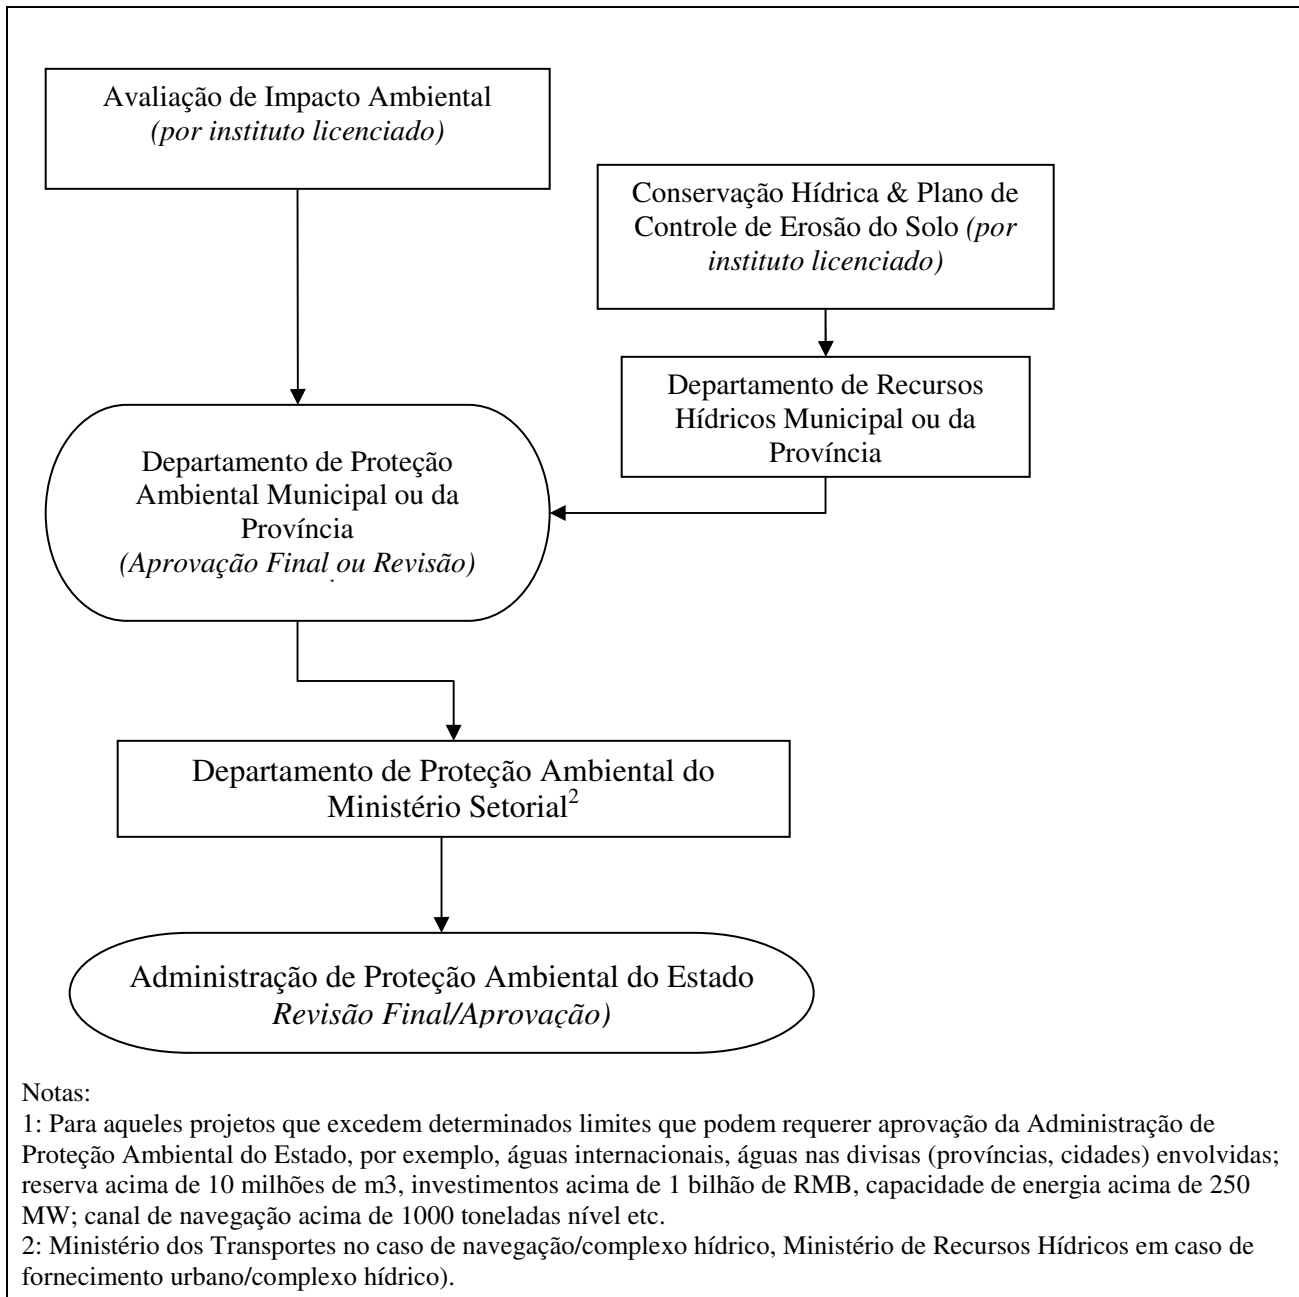 Avaliação de Impacto Ambiental
(por instituto licenciado)
Conservação Hídrica & Plano de
Controle de Erosão do Solo (por
instituto licenciado)
Departamento de Recursos
Hídricos Municipal ou da
Província
Departamento de Proteção
Ambiental Municipal ou da
Província
(Aprovação Final ou Revisão)
Departamento de Proteção Ambiental do
Ministério Setorial²
Administração de Proteção Ambiental do Estado
Revisão Final/Aprovação)
Notas:
1: Para aqueles projetos que excedem determinados limites que podem requerer aprovação da Administração de
Proteção Ambiental do Estado, por exemplo, águas internacionais, águas nas divisas (províncias, cidades) envolvidas;
reserva acima de 10 milhões de m3, investimentos acima de 1 bilhão de RMB, capacidade de energia acima de 250
MW; canal de navegação acima de 1000 toneladas nível etc.
2: Ministério dos Transportes no caso de navegação/complexo hídrico, Ministério de Recursos Hídricos em caso de
fornecimento urbano/complexo hídrico).